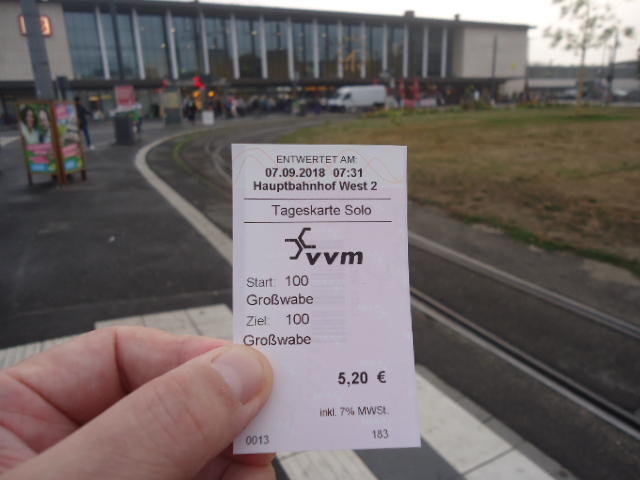 ENTWERTET AM:
07.09.2018 07:31
Hauptbahnhof West 2
Tageskarte Solo
vvm
Start: 100
Großwabe
Ziel: 100
Großwabe
5,20 €
inkl. 7% MWSt.
0013 183